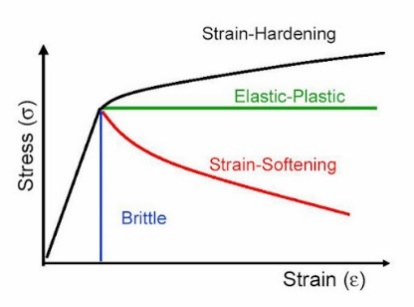 Strain-Hardening
Elastic-Plastic
Strain-Softening
Brittle
Stress (σ)
Strain (ε)